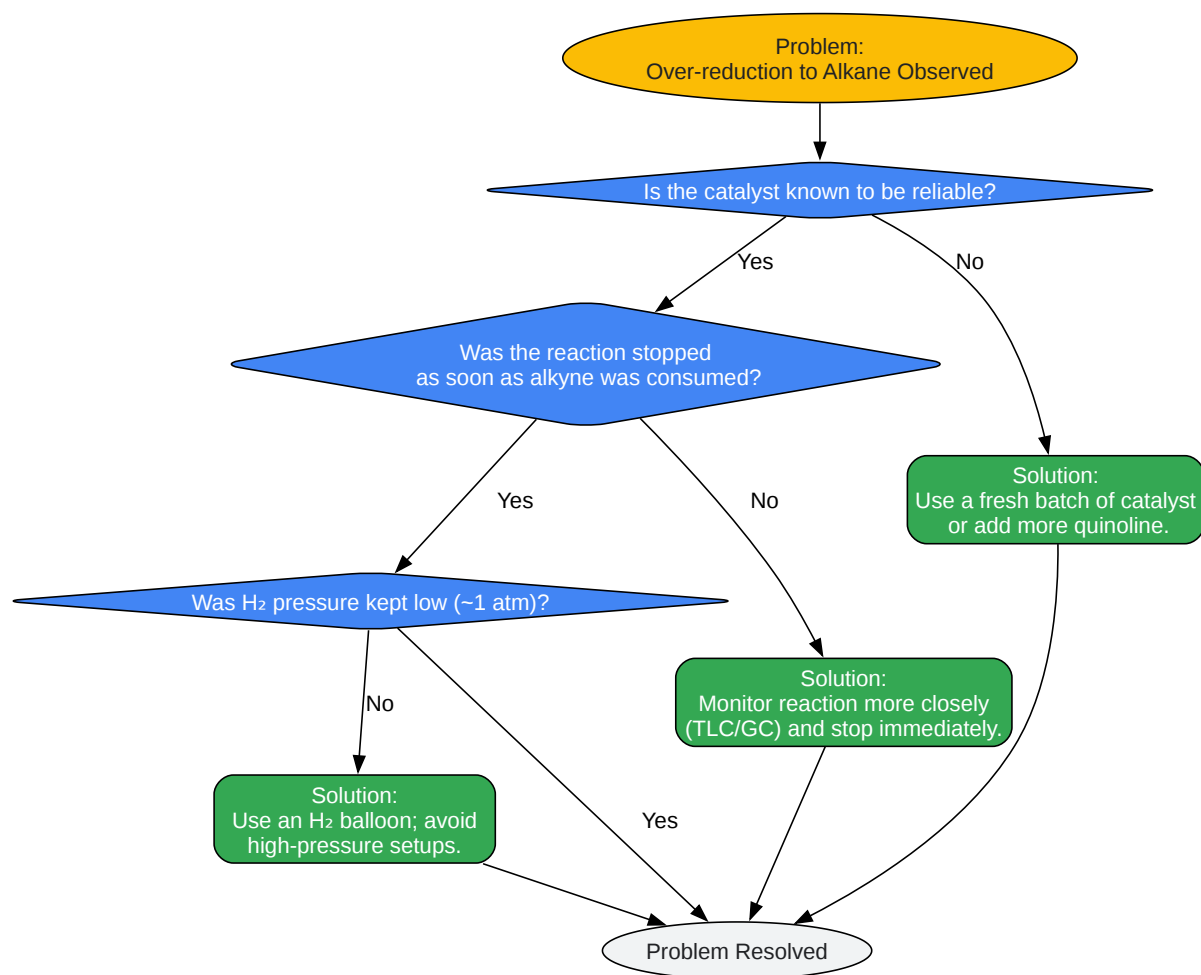 Problem:
Over-reduction to Alkane Observed
Is the catalyst known to be reliable?
Yes
No
Was the reaction stopped
as soon as alkyne was consumed?
Solution:
Use a fresh batch of catalyst
or add more quinoline.
Yes
No
Was H₂ pressure kept low (~1 atm)?
Solution:
Monitor reaction more closely
(TLC/GC) and stop immediately.
No
Yes
Solution:
Use an H₂ balloon; avoid
high-pressure setups.
Problem Resolved